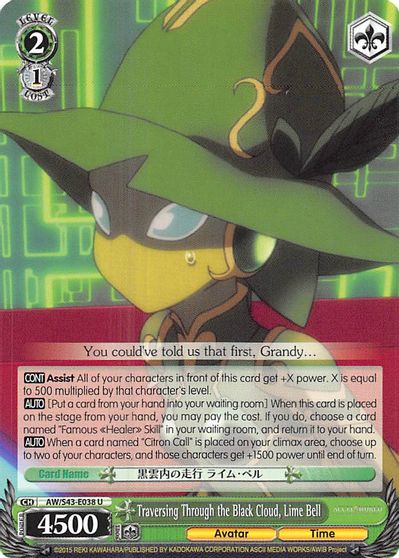 LEVEL
2
1
COST
You could've told us that first, Grandy…
CONT Assist All of your characters in front of this card get +X power. X is equal
to 500 multiplied by that character's level.
AUTO [Put a card from your hand into your waiting room] When this card is placed
on the stage from your hand, you may pay the cost. If you do, choose a card
named "Famous «Healer» Skill" in your waiting room, and return it to your hand.
AUTO When a card named "Citron Call" is placed on your climax area, choose up
to two of your characters, and those characters get +1500 power until end of turn.
Card Name
黒雲内の走行 ライム・ベル
CH AW/S43-E038 U
Traversing Through the Black Cloud, Lime Bell
ACCEL WORLD
POWER
4500
Avatar
Time
©2015 REKI KAWAHARA/PUBLISHED BY KADOKAWA CORPORATION ASCII MEDIA WORKS/AWIB Project